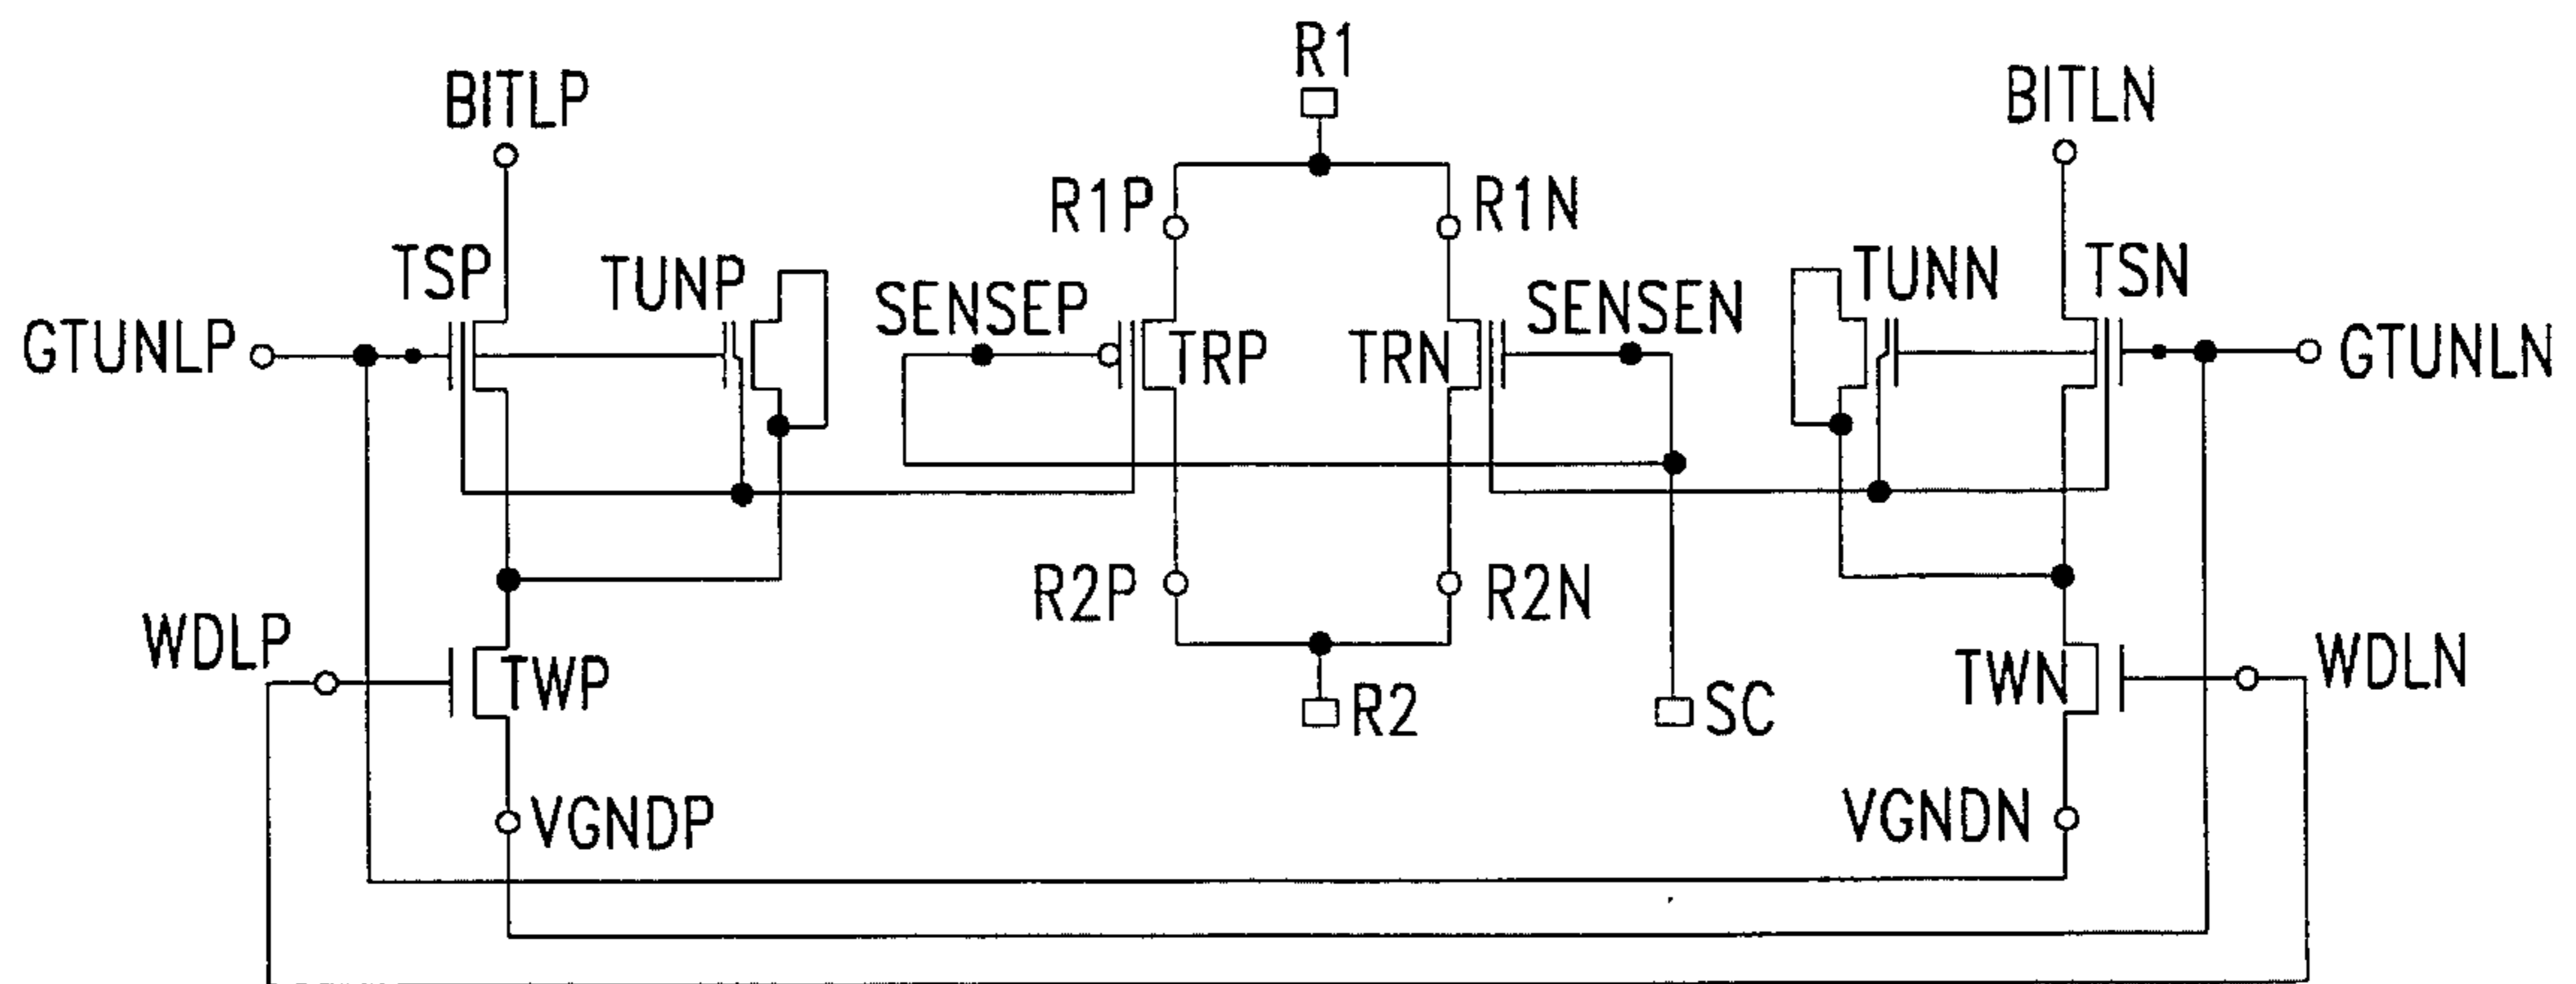 R1
BITLP
BITLN
R1P
R1N
TSP
TUNP
SENSEP
SENSEN
TUNN
TSN
GTUNLP
TRP
TRN
GTUNLN
R2P
R2N
WDLP
TWP
R2
SC
TWN
WDLN
VGNDP
VGNDN